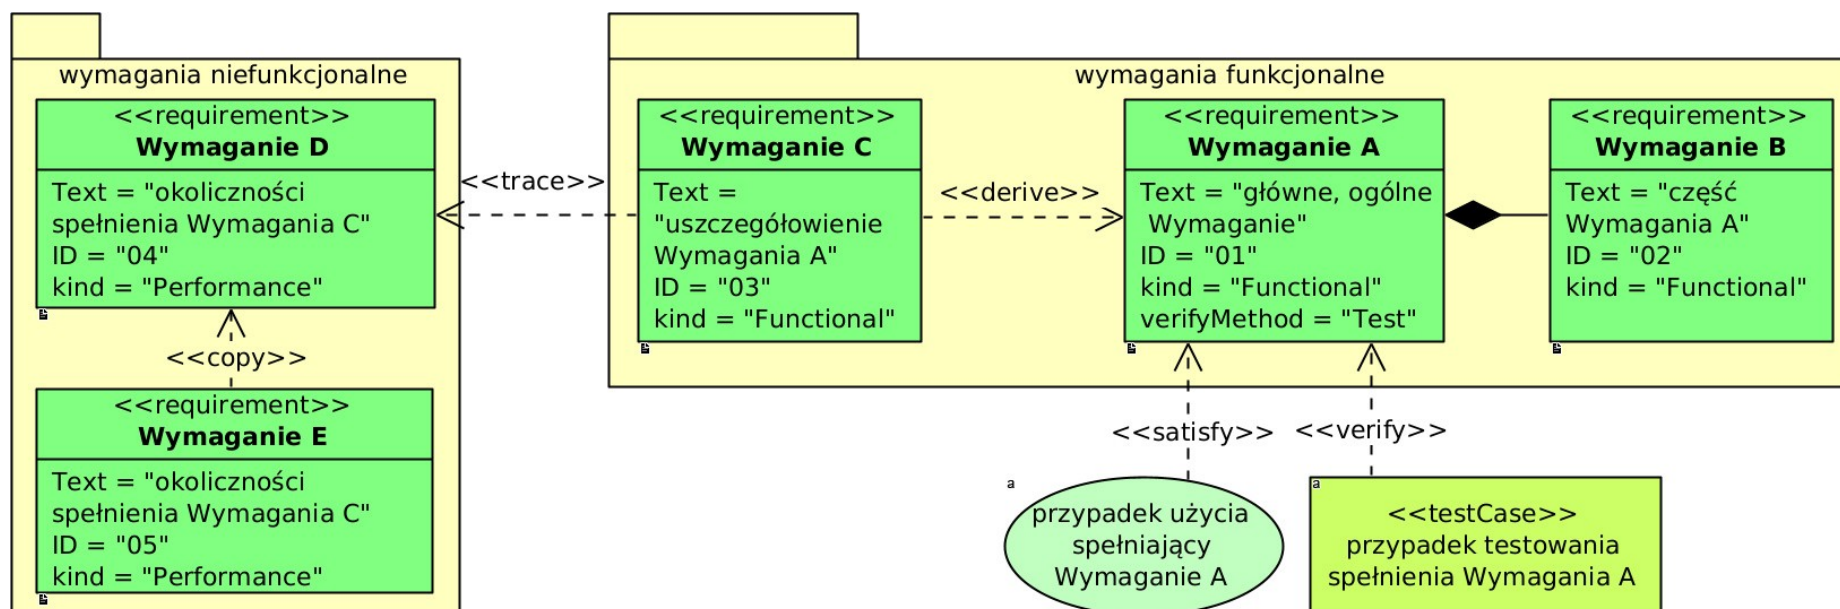 wymagania niefunkcjonalne
<<requirement>>
Wymaganie D
Text = "okoliczności
spełnienia Wymagania C"
ID = "04"
kind = "Performance"
<<copy>>
<<requirement>>
Wymaganie E
Text = "okoliczności
spełnienia Wymagania C"
ID = "05"
kind = "Performance"
<<trace>>
wymagania funkcjonalne
<<requirement>>
Wymaganie C
Text =
"uszczegółowienie
Wymagania A"
ID = "03"
kind = "Functional"
<<derive>>
<<requirement>>
Wymaganie A
Text = "główne, ogólne
Wymaganie"
ID = "01"
kind = "Functional"
verifyMethod = "Test"
<<requirement>>
Wymaganie B
Text = "część
Wymagania A"
ID = "02"
kind = "Functional"
<<satisfy>>
<<verify>>
a
przypadek użycia
spełniający
Wymaganie A
a
<<testCase>>
przypadek testowania
spełnienia Wymagania A